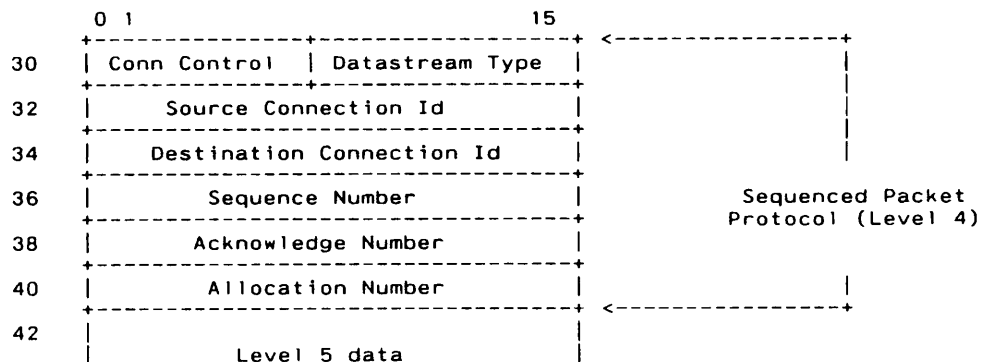 0 1 15
30 Conn Control Datastream Type
32 Source Connection Id
34 Destination Connection Id
36 Sequence Number Sequenced Packet
Protocol (Level 4)
38 Acknowledge Number
40 Allocation Number
42
Level 5 data